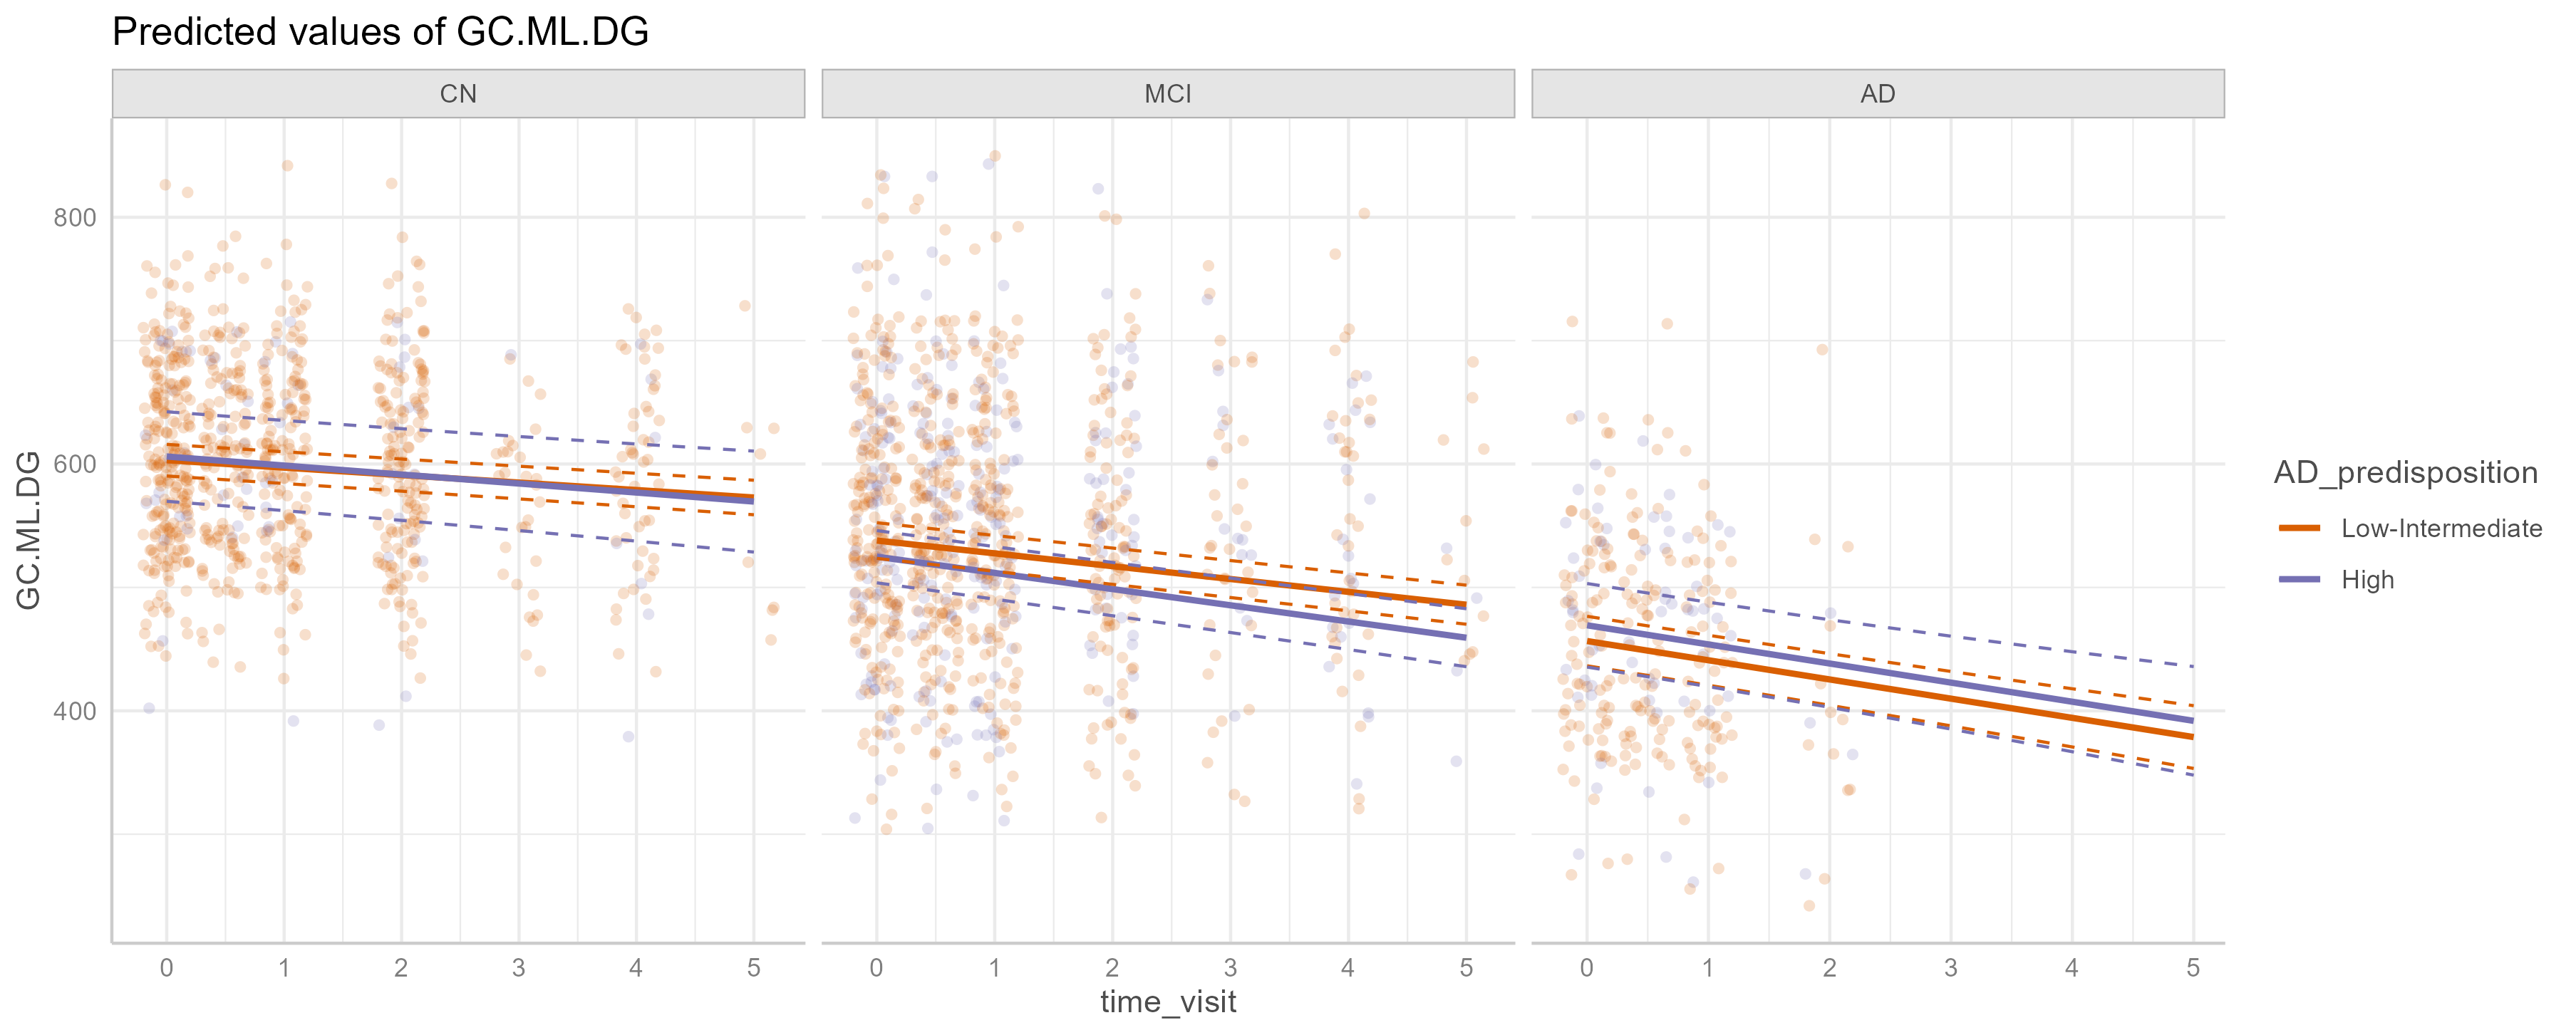 Predicted values of GC.ML.DG
CN
MCI
AD
800
600
400
GC.ML.DG
0 1 2 3 4 5
0 1 2 3 4 5
0 1 2 3 4 5
time_visit
AD_predisposition
Low-Intermediate
High